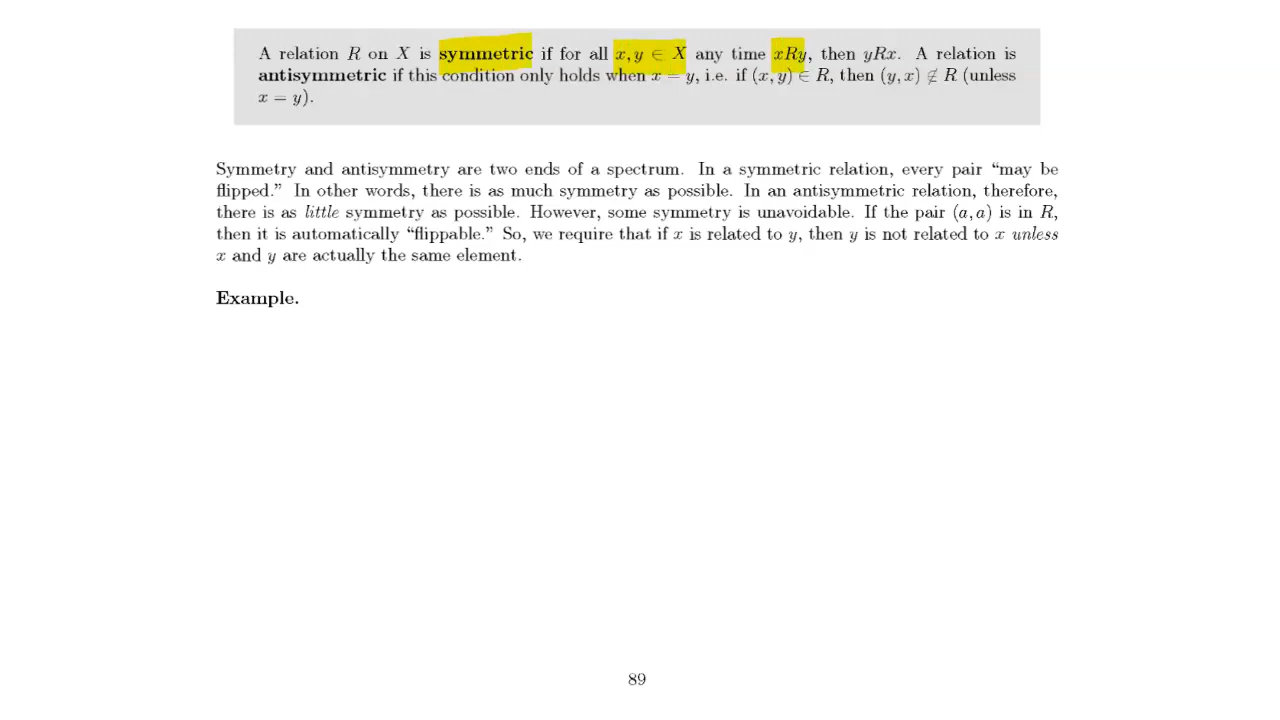 A relation R on X is symmetric if for all x, y ∈ X any time xRy, then yRx. A relation is
antisymmetric if this condition only holds when x = y, i.e. if (x, y) ∈ R, then (y, x) ∉ R (unless
x = y).
Symmetry and antisymmetry are two ends of a spectrum. In a symmetric relation, every pair “may be
flipped.” In other words, there is as much symmetry as possible. In an antisymmetric relation, therefore,
there is as little symmetry as possible. However, some symmetry is unavoidable. If the pair (a, a) is in R,
then it is automatically “flippable.” So, we require that if x is related to y, then y is not related to x unless
x and y are actually the same element.
Example.
89